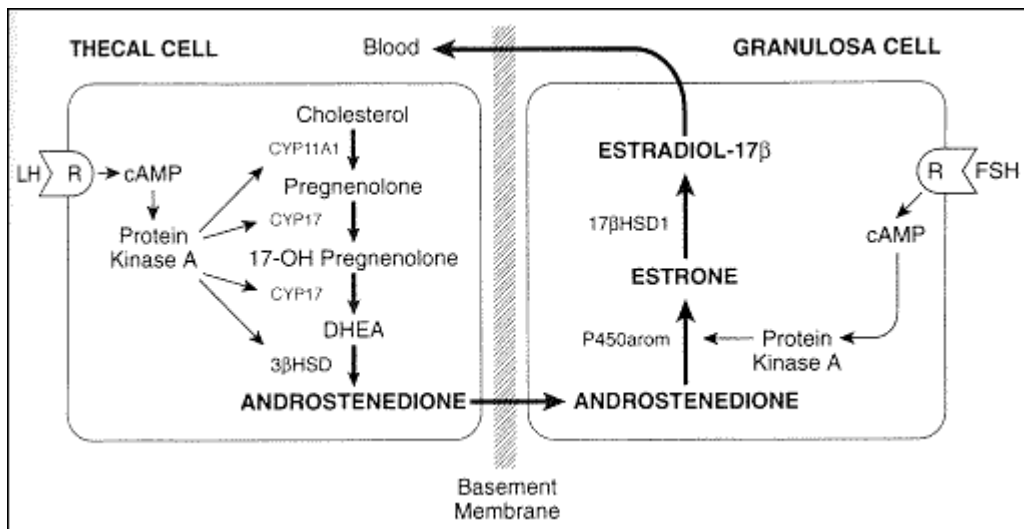 THECAL CELL
Blood
GRANULOSA CELL
Cholesterol
CYP11A1
LH
R
cAMP
Pregnenolone
Protein
Kinase A
CYP17
17-OH Pregnenolone
CYP17
DHEA
3βHSD
ANDROSTENEDIONE
ESTRADIOL-17β
R
FSH
17βHSD1
cAMP
ESTRONE
P450arom
Protein
Kinase A
ANDROSTENEDIONE
Basement
Membrane